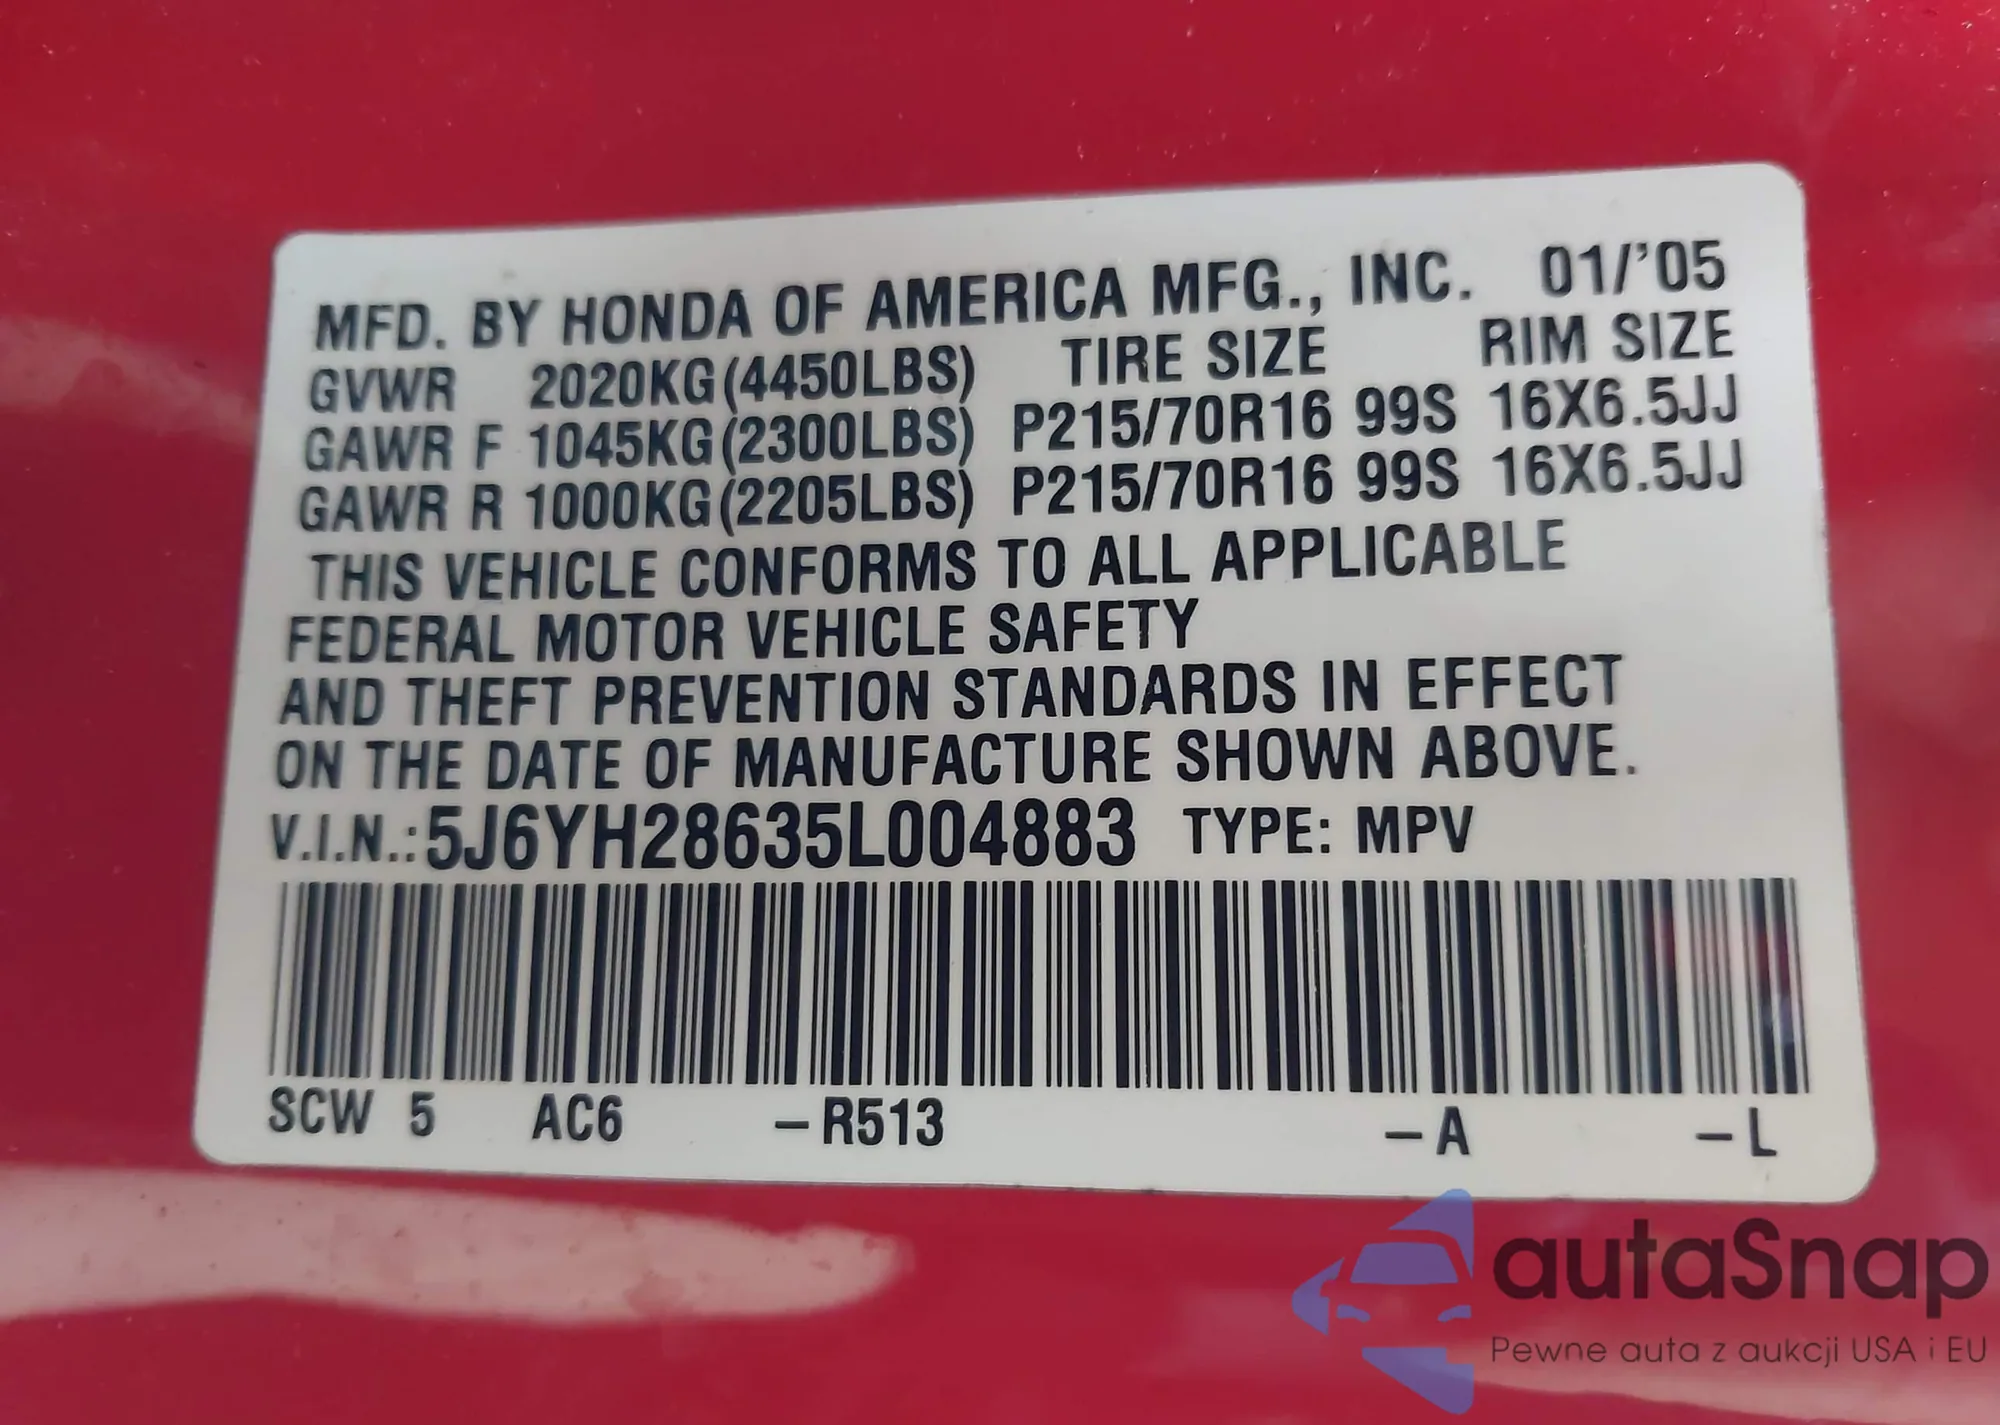 MFD. BY HONDA OF AMERICA MFG., INC. 01/'05
GVWR 2020KG(4450LBS) TIRE SIZE RIM SIZE
GAWR F 1045KG(2300LBS) P215/70R16 99S 16X6.5JJ
GAWR R 1000KG(2205LBS) P215/70R16 99S 16X6.5JJ
THIS VEHICLE CONFORMS TO ALL APPLICABLE
FEDERAL MOTOR VEHICLE SAFETY
AND THEFT PREVENTION STANDARDS IN EFFECT
ON THE DATE OF MANUFACTURE SHOWN ABOVE.
V.I.N.:5J6YH28635L004883 TYPE: MPV
SCW 5 AC6 –R513 –A –L
autaSnap
Pewne auta z aukcji USA i EU